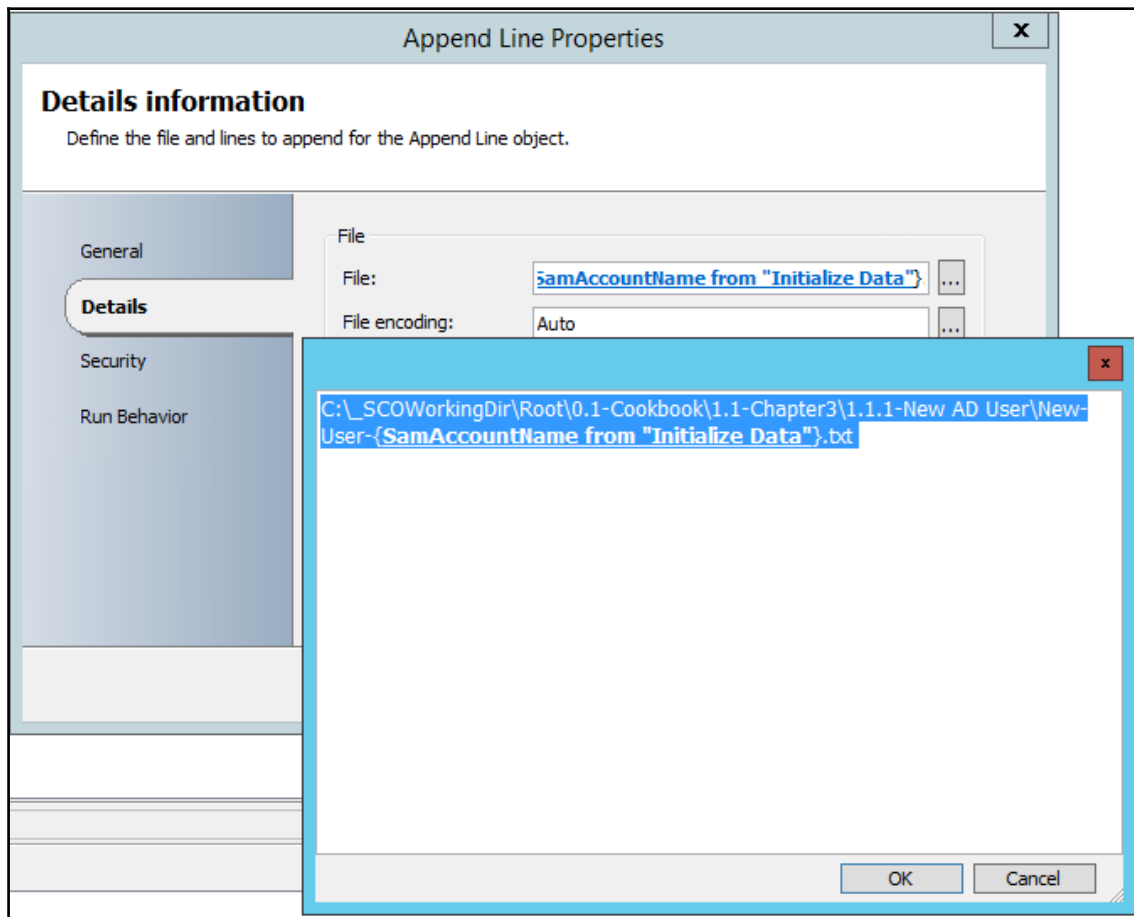 Append Line Properties
x
Details information
Define the file and lines to append for the Append Line object.
General
Details
Security
Run Behavior
File
File:
SamAccountName from "Initialize Data"}
...
File encoding:
Auto
...
x
C:\_SCOWorkingDir\Root\0.1-Cookbook\1.1-Chapter3\1.1.1-New AD User\New-
User-{SamAccountName from "Initialize Data"}.txt
OK
Cancel